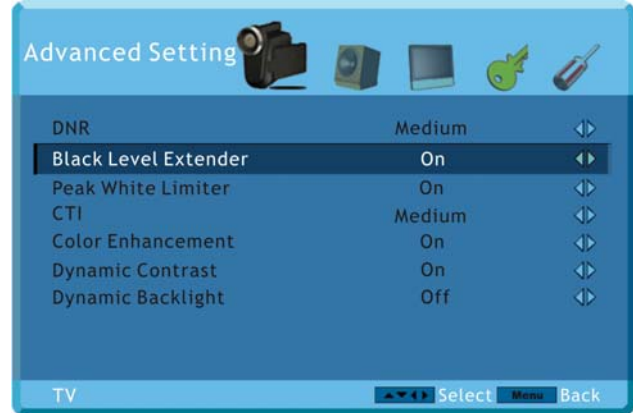 Advanced Setting
DNR Medium
Black Level Extender On
Peak White Limiter On
CTI Medium
Color Enhancement On
Dynamic Contrast On
Dynamic Backlight Off
TV Select Menu Back